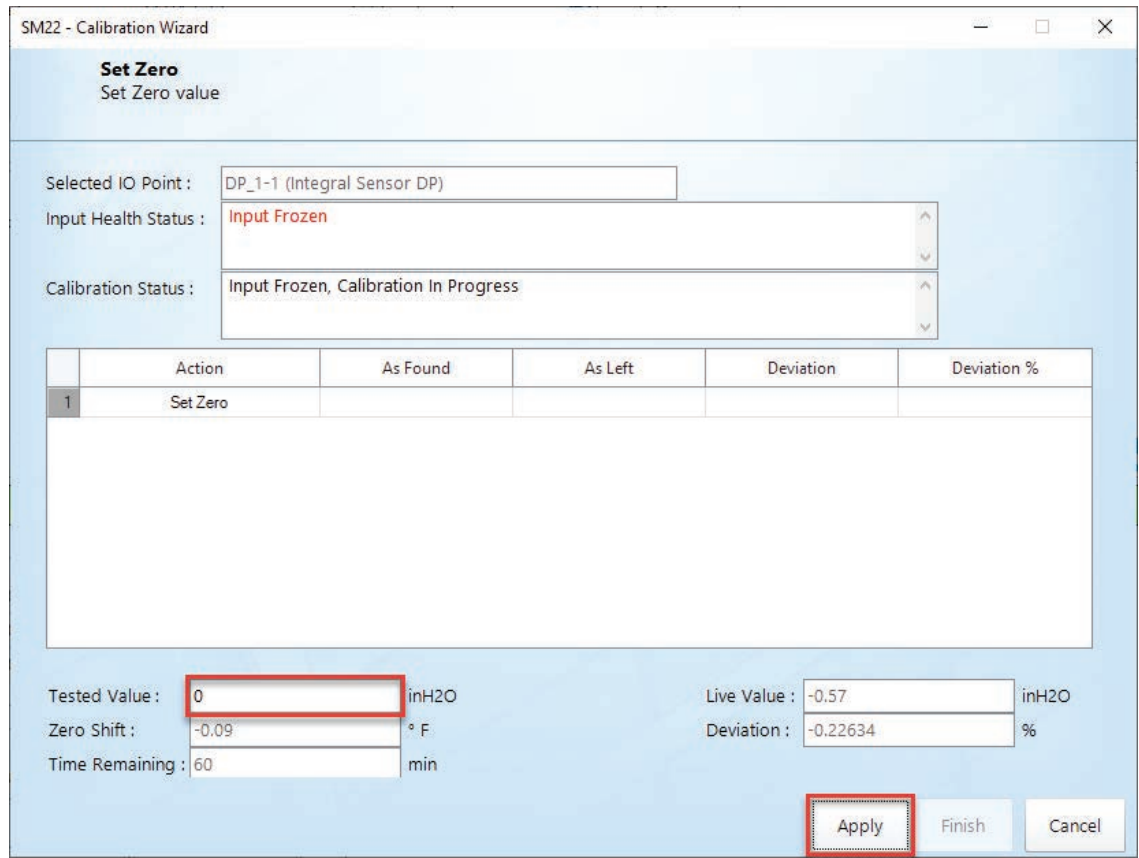 SM22 - Calibration Wizard
Set Zero
Set Zero value
Selected IO Point : DP_1-1 (Integral Sensor DP)
Input Health Status : Input Frozen
Calibration Status : Input Frozen, Calibration In Progress
Action As Found As Left Deviation Deviation %
1 Set Zero
Tested Value : 0 inH2O Live Value : -0.57 inH2O
Zero Shift : -0.09 ° F Deviation : -0.22634 %
Time Remaining : 60 min
Apply Finish Cancel